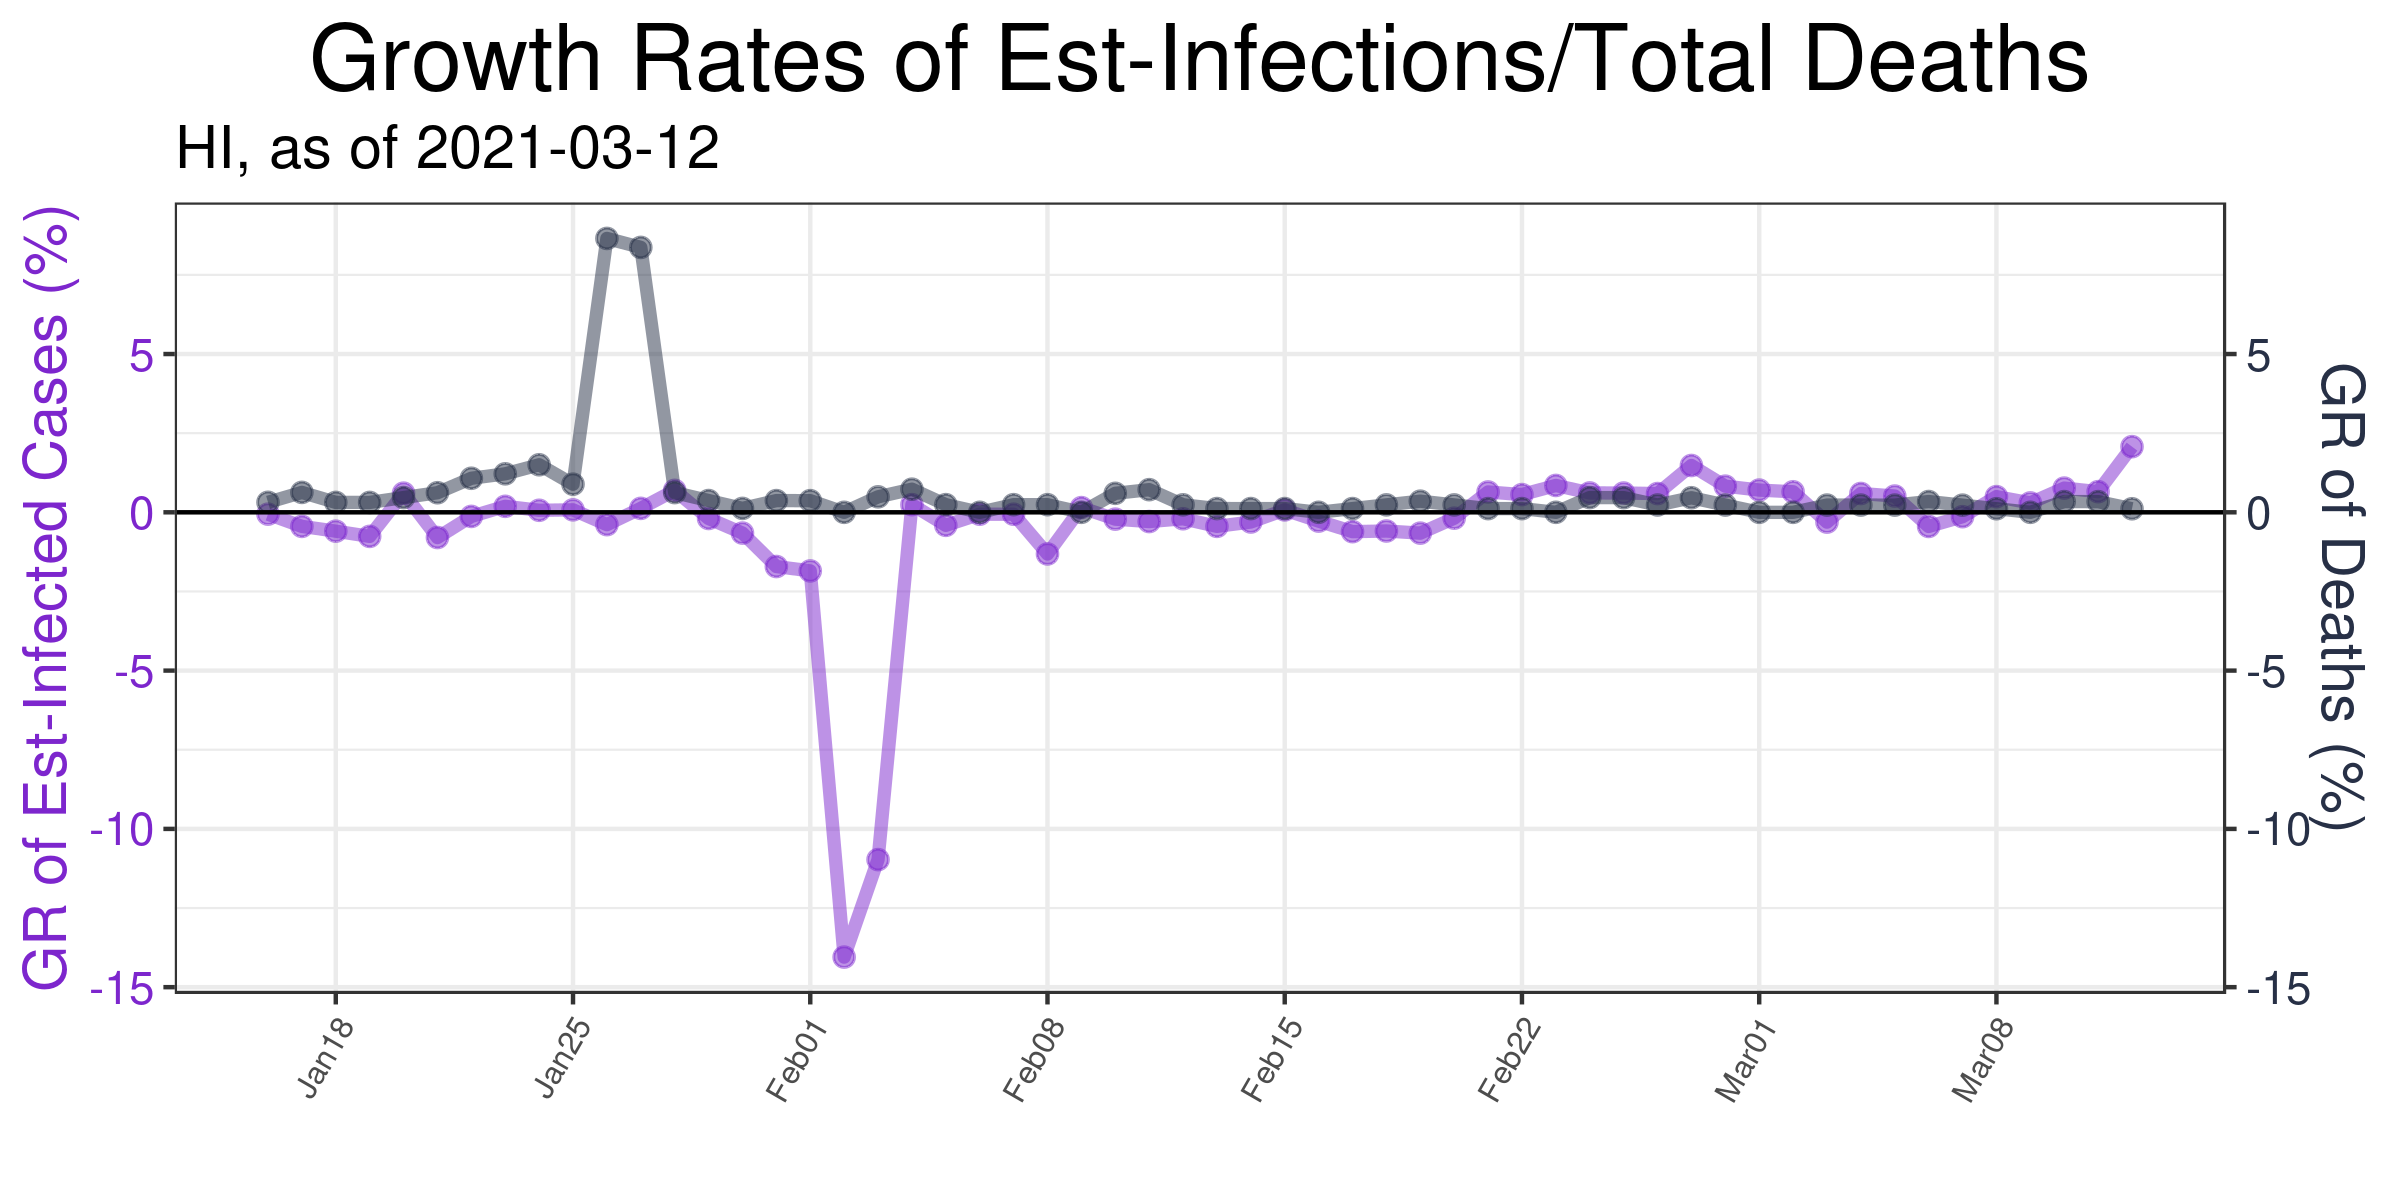 Growth Rates of Est-Infections/Total Deaths
HI, as of 2021-03-12
GR of Est-Infected Cases (%)
5
0
-5
-10
-15
5
0
-5
-10
-15
GR of Deaths (%)
Jan18
Jan25
Feb01
Feb08
Feb15
Feb22
Mar01
Mar08